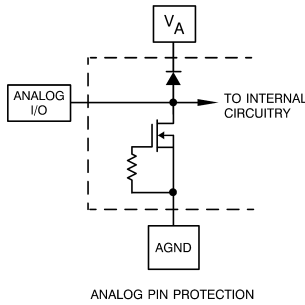 VA
ANALOG
I/O
TO INTERNAL
CIRCUITRY
AGND
ANALOG PIN PROTECTION